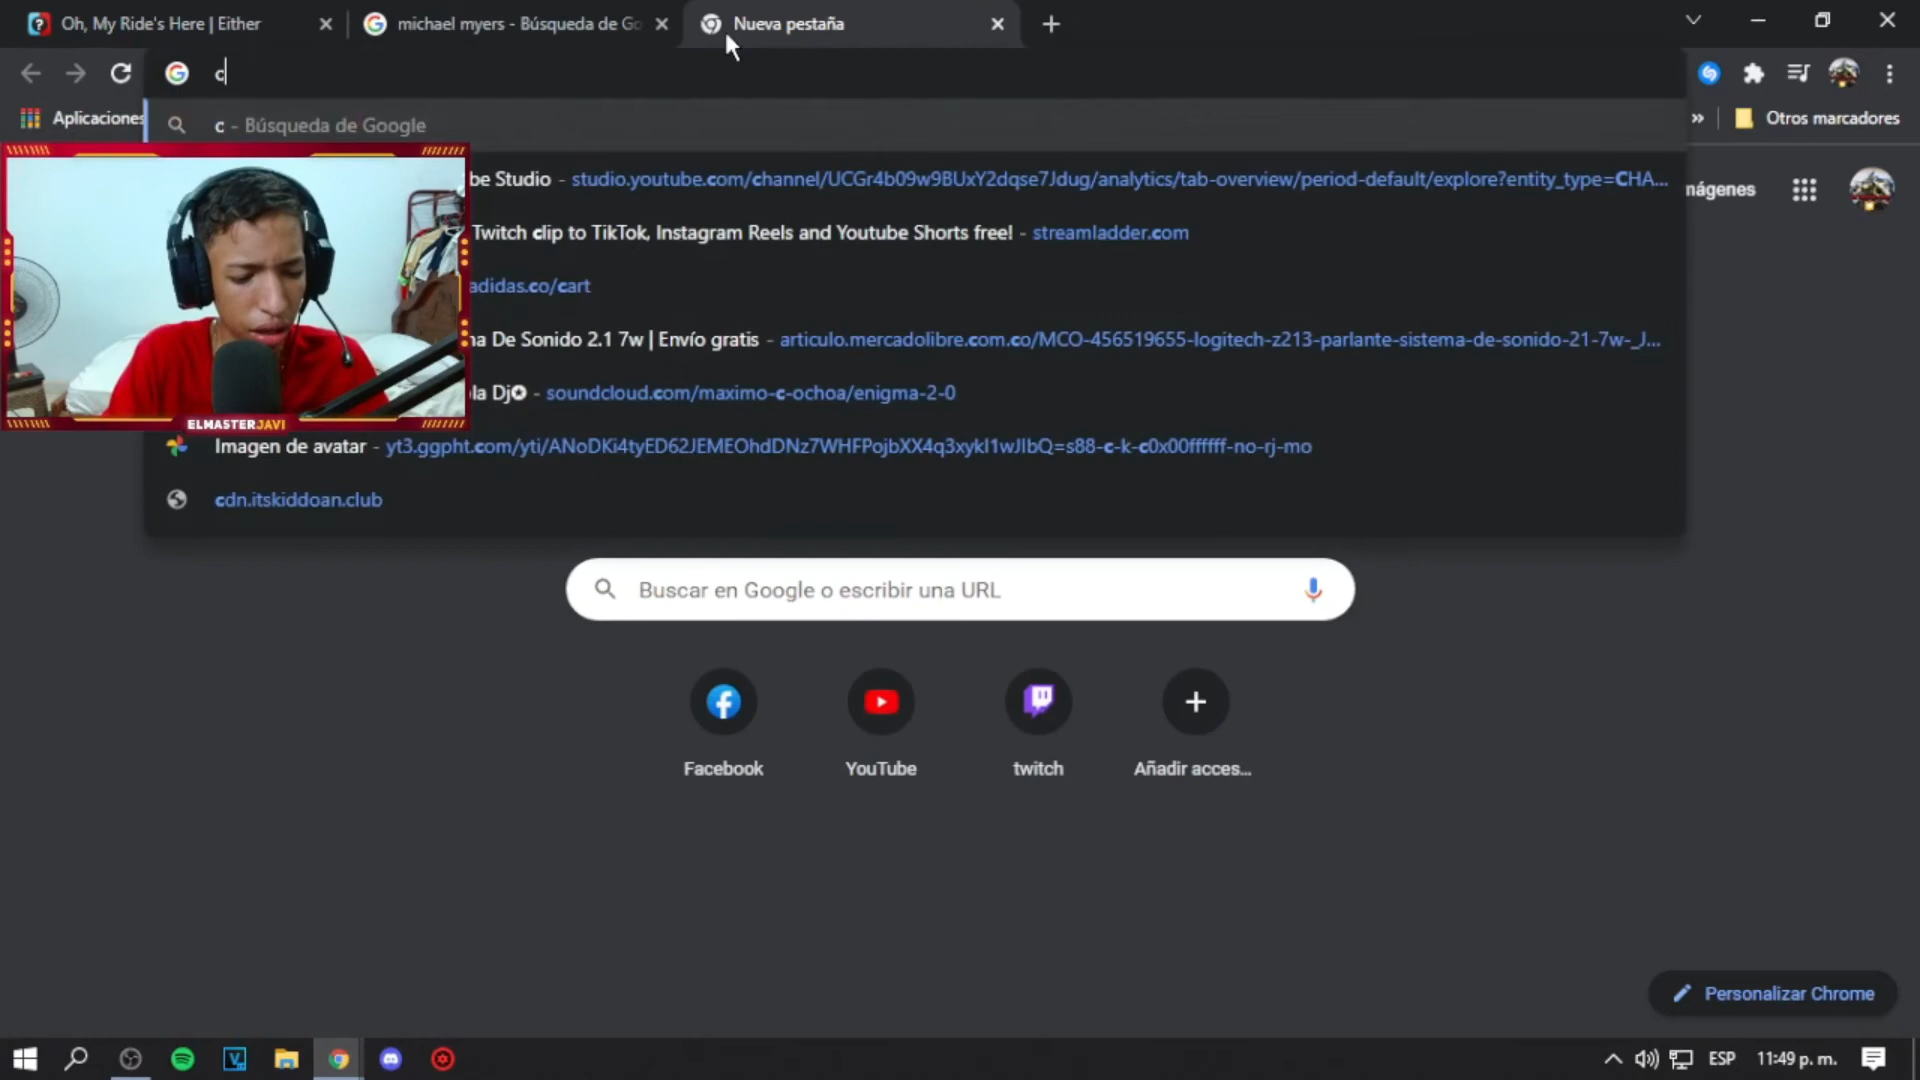 Oh, My Ride's Here | Either
michael myers - Búsqueda de Go
Nueva pestaña
c
Aplicaciones
c - Búsqueda de Google
Otros marcadores
be Studio - studio.youtube.com/channel/UCGr4b09w9BUxY2dqse7Jdug/analytics/tab-overview/period-default/explore?entity_type=CHA...
mágenes
Twitch clip to TikTok, Instagram Reels and Youtube Shorts free! - streamladder.com
adidas.co/cart
na De Sonido 2.1 7w | Envío gratis - articulo.mercadolibre.com.co/MCO-456519655-logitech-z213-parlante-sistema-de-sonido-21-7w-_J...
la Dj✪ - soundcloud.com/maximo-c-ochoa/enigma-2-0
ELMASTERJAVI
Imagen de avatar - yt3.ggpht.com/yti/ANoDKi4tyED62JEMEOhdDNz7WHFPojbXX4q3xykI1wJlbQ=s88-c-k-c0x00ffffff-no-rj-mo
cdn.itskiddoan.club
Buscar en Google o escribir una URL
Facebook
YouTube
twitch
Añadir acces...
Personalizar Chrome
ESP
11:49 p. m.